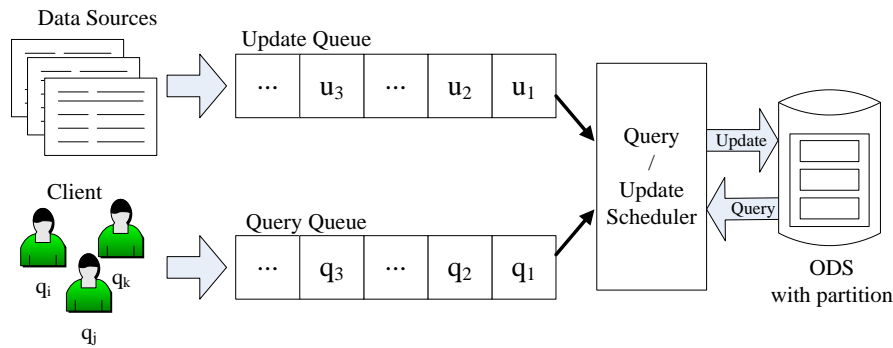 Data Sources
Update Queue
... u3 ... u2 u1
Client
qi qk
qj
Query Queue
... q3 ... q2 q1
Query
/
Update
Scheduler
Update
Query
ODS
with partition